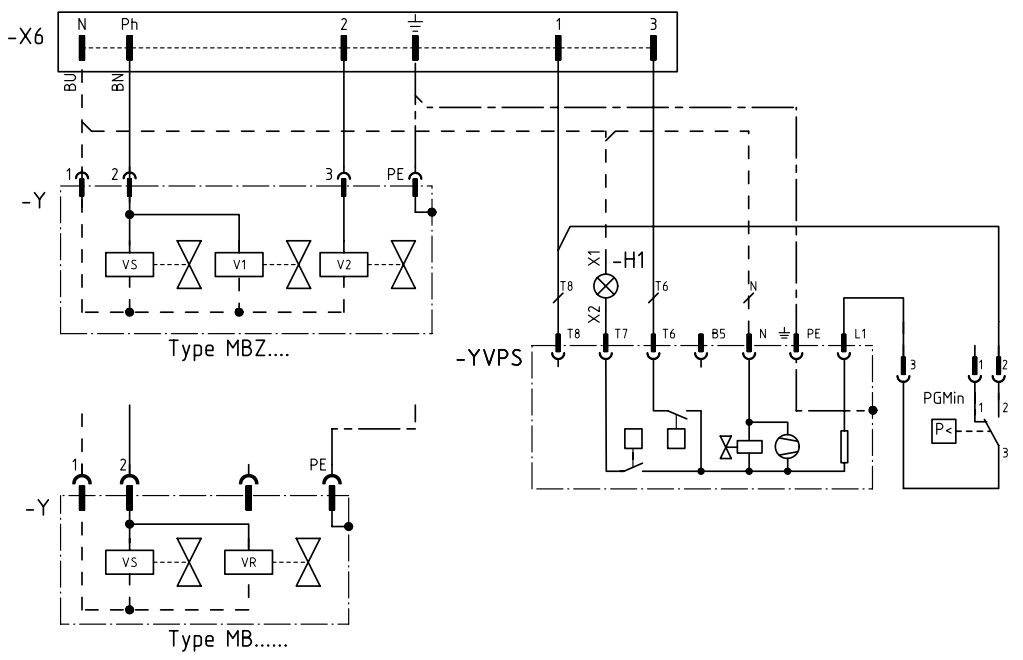 N Ph 2 1 3
-X6
BU BN
1 2 3 PE
-Y
VS V1 V2
Type MBZ....
X1 -H1
T8 T6 N
X2
T8 T7 T6 B5 N PE L1
-YVPS
3 1 2
PGMin
1 2
P<
3
1 2 PE
-Y
VS VR
Type MB......